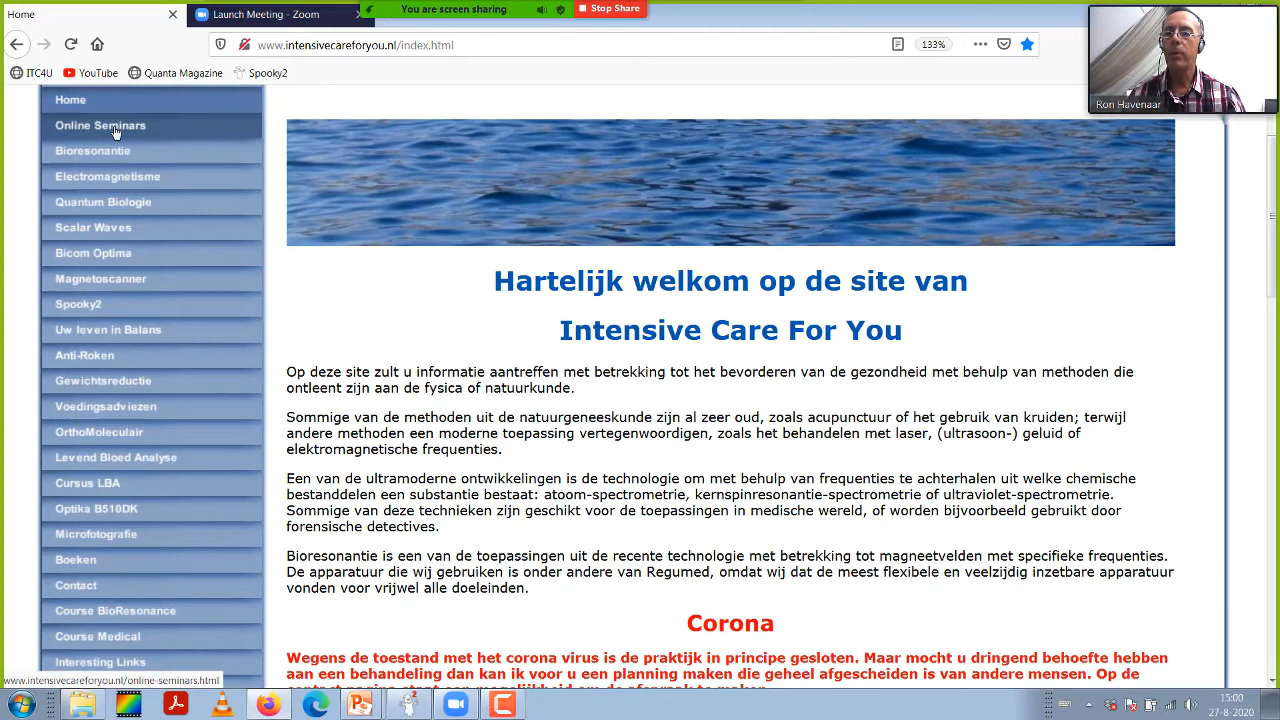 Home
Launch Meeting - Zoom
You are screen sharing
Stop Share
www.intensivecareforyou.nl/index.html
133%
ITC4U
YouTube
Quanta Magazine
Spooky2
Ron Havenaar
Home
Online Seminars
Bioresonantie
Electromagnetisme
Quantum Biologie
Scalar Waves
Bicom Optima
Magnetoscanner
Spooky2
Uw leven in Balans
Anti-Roken
Gewichtsreductie
Voedingsadviezen
OrthoMoleculair
Levend Bloed Analyse
Cursus LBA
Optika B510DK
Microfotografie
Boeken
Contact
Course BioResonance
Course Medical
Interesting Links
Hartelijk welkom op de site van
Intensive Care For You
Op deze site zult u informatie aantreffen met betrekking tot het bevorderen van de gezondheid met behulp van methoden die
ontleent zijn aan de fysica of natuurkunde.
Sommige van de methoden uit de natuurgeneeskunde zijn al zeer oud, zoals acupunctuur of het gebruik van kruiden; terwijl
andere methoden een moderne toepassing vertegenwoordigen, zoals het behandelen met laser, (ultrasoon-) geluid of
elektromagnetische frequenties.
Een van de ultramoderne ontwikkelingen is de technologie om met behulp van frequenties te achterhalen uit welke chemische
bestanddelen een substantie bestaat: atoom-spectrometrie, kernspinresonantie-spectrometrie of ultraviolet-spectrometrie.
Sommige van deze technieken zijn geschikt voor de toepassingen in medische wereld, of worden bijvoorbeeld gebruikt door
forensische detectives.
Bioresonantie is een van de toepassingen uit de recente technologie met betrekking tot magneetvelden met specifieke frequenties.
De apparatuur die wij gebruiken is onder andere van Regumed, omdat wij dat de meest flexibele en veelzijdig inzetbare apparatuur
vonden voor vrijwel alle doeleinden.
Corona
Wegens de toestand met het corona virus is de praktijk in principe gesloten. Maar mocht u dringend behoefte hebben
aan een behandeling dan kan ik voor u een planning maken die geheel afgescheiden is van andere mensen. Op de
www.intensivecareforyou.nl/online-seminars.html
15:00
27-8-2020